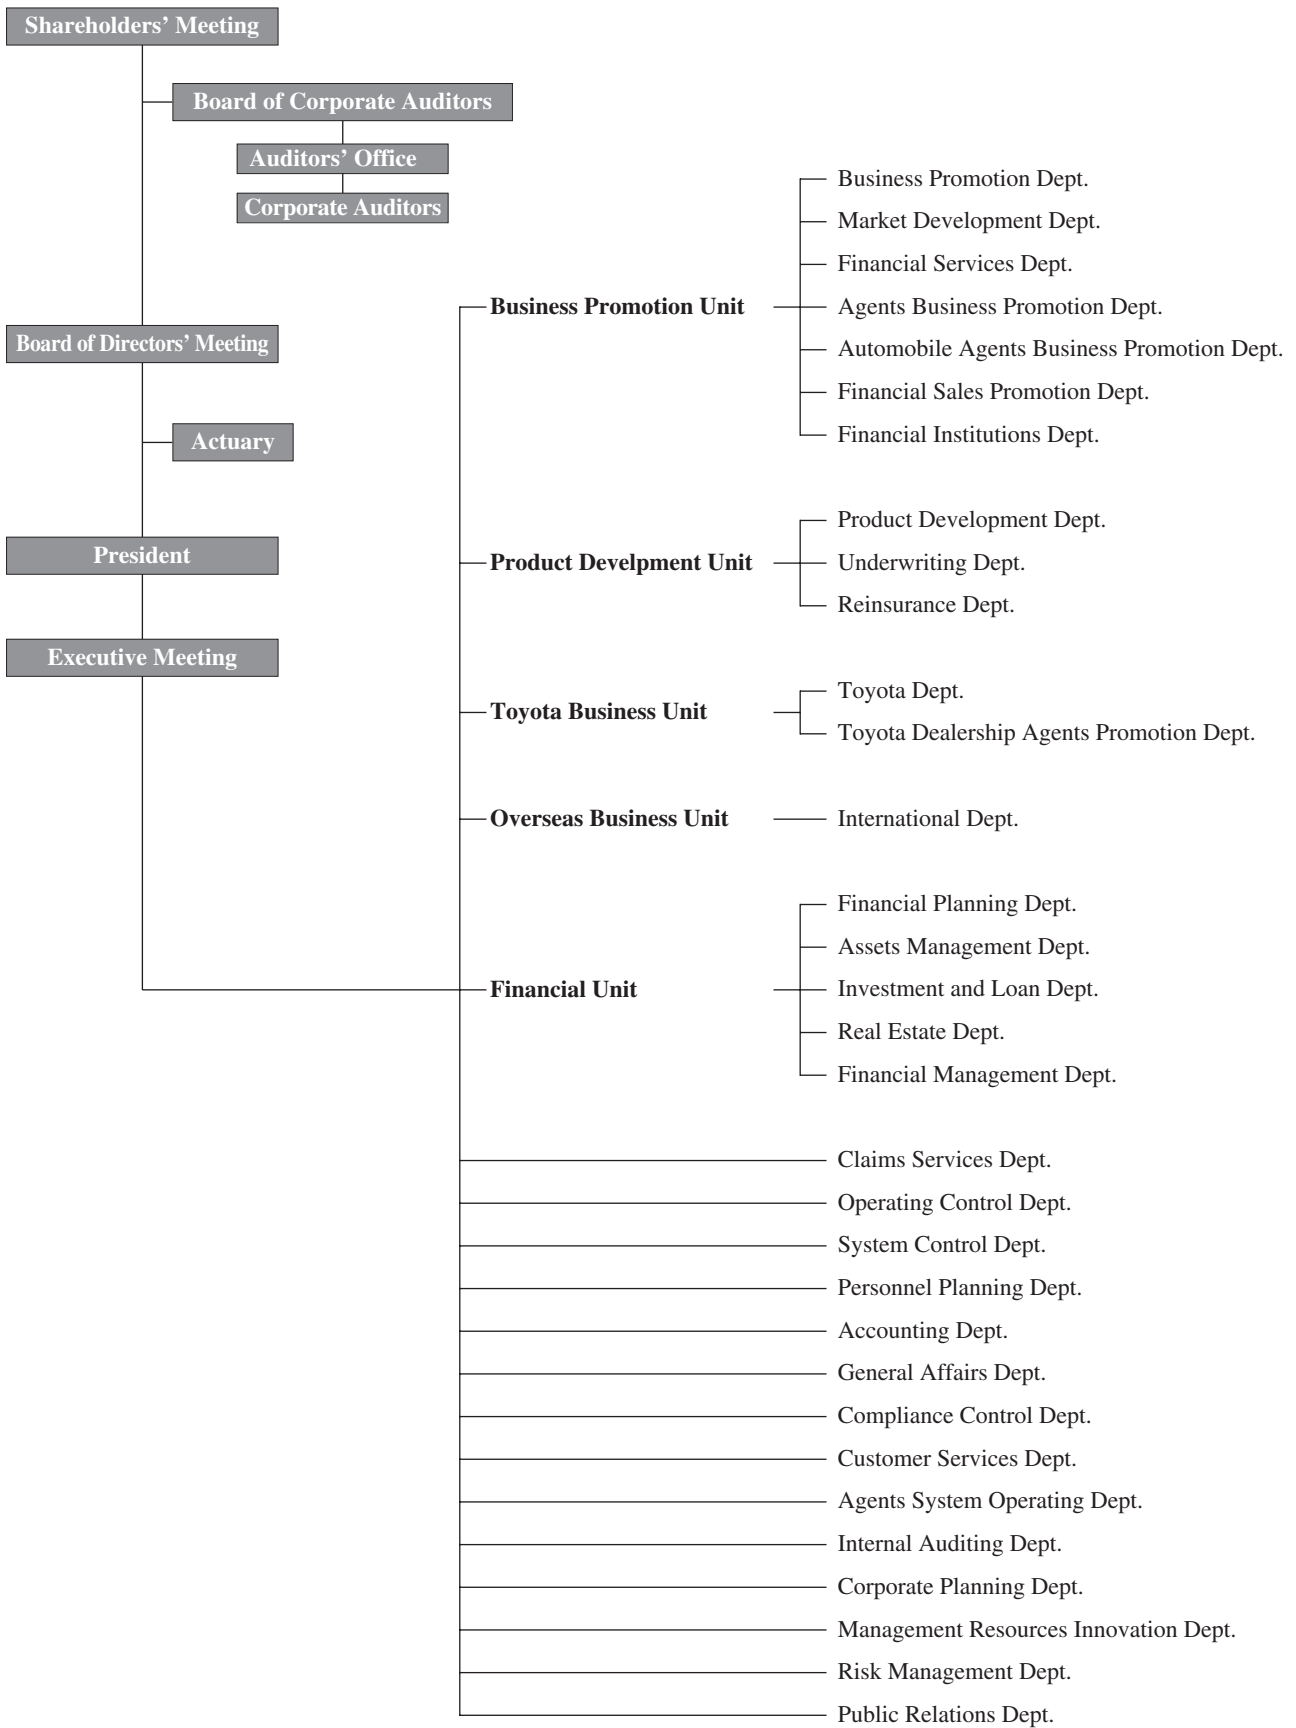 Shareholders’ Meeting
Board of Corporate Auditors
Auditors’ Office
Corporate Auditors
Board of Directors’ Meeting
Actuary
President
Executive Meeting
Business Promotion Unit
Business Promotion Dept.
Market Development Dept.
Financial Services Dept.
Agents Business Promotion Dept.
Automobile Agents Business Promotion Dept.
Financial Sales Promotion Dept.
Financial Institutions Dept.
Product Develpment Unit
Product Development Dept.
Underwriting Dept.
Reinsurance Dept.
Toyota Business Unit
Toyota Dept.
Toyota Dealership Agents Promotion Dept.
Overseas Business Unit
International Dept.
Financial Unit
Financial Planning Dept.
Assets Management Dept.
Investment and Loan Dept.
Real Estate Dept.
Financial Management Dept.
Claims Services Dept.
Operating Control Dept.
System Control Dept.
Personnel Planning Dept.
Accounting Dept.
General Affairs Dept.
Compliance Control Dept.
Customer Services Dept.
Agents System Operating Dept.
Internal Auditing Dept.
Corporate Planning Dept.
Management Resources Innovation Dept.
Risk Management Dept.
Public Relations Dept.